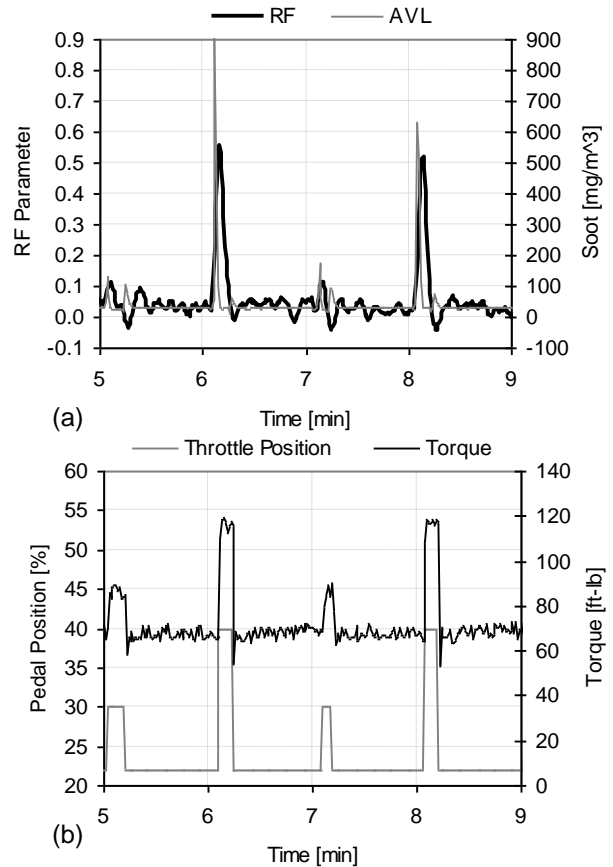 RF AVL
0.9 900
0.8 800
0.7 700
0.6 600
0.5 500
0.4 400
0.3 300
0.2 200
0.1 100
0.0 0
-0.1 -100
RF Parameter
Soot [mg/m^3]
5 6 7 8 9
(a) Time [min]
Throttle Position Torque
60 140
55 120
50 100
45 80
40 60
35 40
30 20
25 0
20
Pedal Position [%]
Torque [ft-lb]
5 6 7 8 9
(b) Time [min]